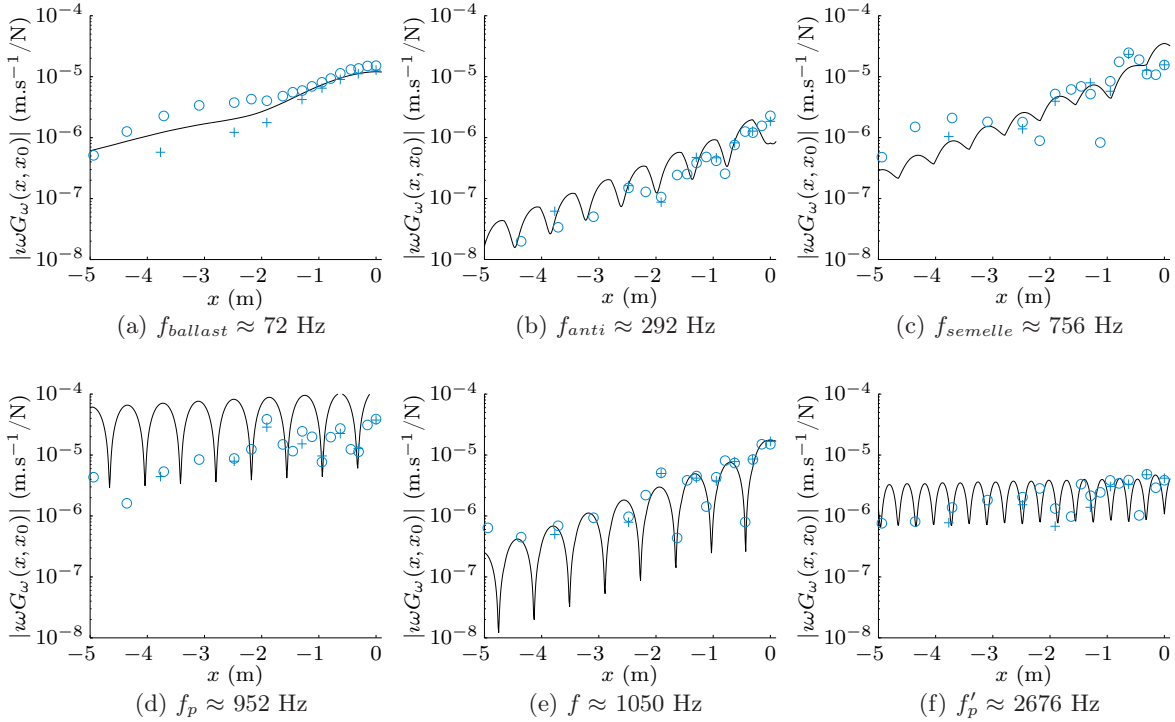 10⁻⁴
10⁻⁵
10⁻⁶
10⁻⁷
10⁻⁸
|ıωG_ω(x, x₀)| (m.s⁻¹/N)
−5 −4 −3 −2 −1 0
x (m)
(a) f_ballast ≈ 72 Hz
10⁻⁴
10⁻⁵
10⁻⁶
10⁻⁷
10⁻⁸
|ıωG_ω(x, x₀)| (m.s⁻¹/N)
−5 −4 −3 −2 −1 0
x (m)
(b) f_anti ≈ 292 Hz
10⁻⁴
10⁻⁵
10⁻⁶
10⁻⁷
10⁻⁸
|ıωG_ω(x, x₀)| (m.s⁻¹/N)
−5 −4 −3 −2 −1 0
x (m)
(c) f_semelle ≈ 756 Hz
10⁻⁴
10⁻⁵
10⁻⁶
10⁻⁷
10⁻⁸
|ıωG_ω(x, x₀)| (m.s⁻¹/N)
−5 −4 −3 −2 −1 0
x (m)
(d) f_p ≈ 952 Hz
10⁻⁴
10⁻⁵
10⁻⁶
10⁻⁷
10⁻⁸
|ıωG_ω(x, x₀)| (m.s⁻¹/N)
−5 −4 −3 −2 −1 0
x (m)
(e) f ≈ 1050 Hz
10⁻⁴
10⁻⁵
10⁻⁶
10⁻⁷
10⁻⁸
|ıωG_ω(x, x₀)| (m.s⁻¹/N)
−5 −4 −3 −2 −1 0
x (m)
(f) f′_p ≈ 2676 Hz